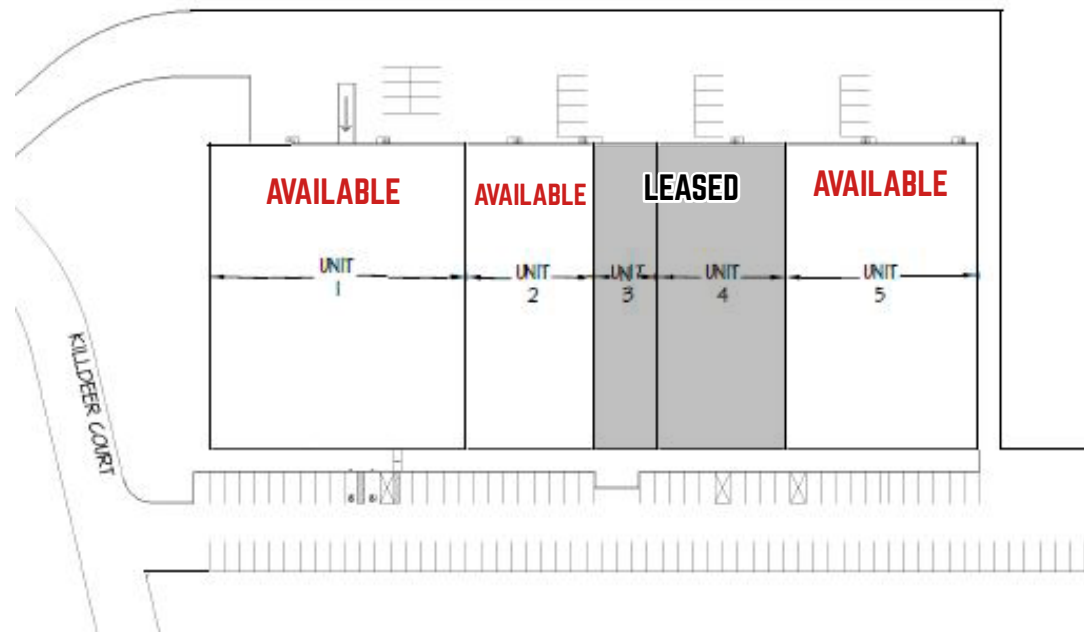 AVAILABLE
AVAILABLE
LEASED
AVAILABLE
UNIT
1
UNIT
2
UNIT
3
UNIT
4
UNIT
5
KILLDEER COURT